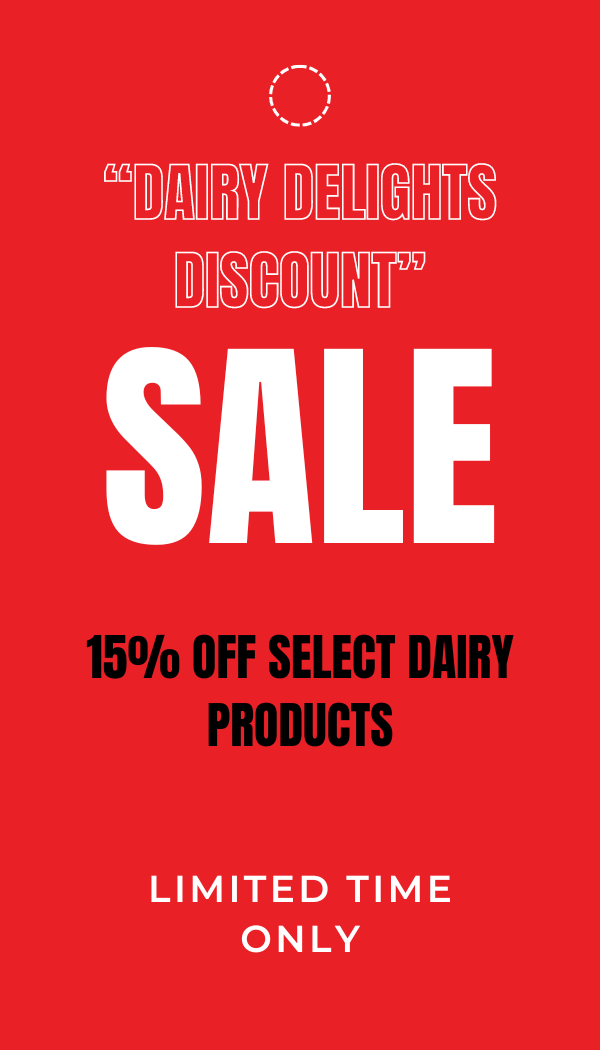 “DAIRY DELIGHTS
DISCOUNT”
SALE
15% OFF SELECT DAIRY
PRODUCTS
LIMITED TIME
ONLY